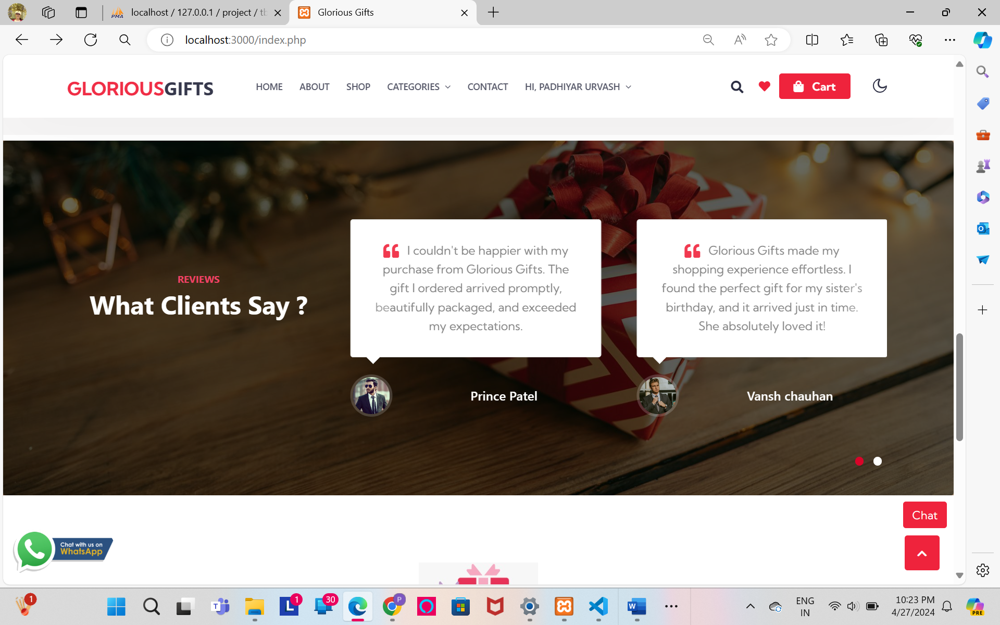 localhost / 127.0.0.1 / project / tb
Glorious Gifts
localhost:3000/index.php
GLORIOUSGIFTS
HOME
ABOUT
SHOP
CATEGORIES
CONTACT
HI, PADHIYAR URVASH
Cart
REVIEWS
What Clients Say ?
I couldn't be happier with my
purchase from Glorious Gifts. The
gift I ordered arrived promptly,
beautifully packaged, and exceeded
my expectations.
Prince Patel
Glorious Gifts made my
shopping experience effortless. I
found the perfect gift for my sister's
birthday, and it arrived just in time.
She absolutely loved it!
Vansh chauhan
Chat
Chat with us on
WhatsApp
1
1
30
P
ENG
IN
10:23 PM
4/27/2024
PRE